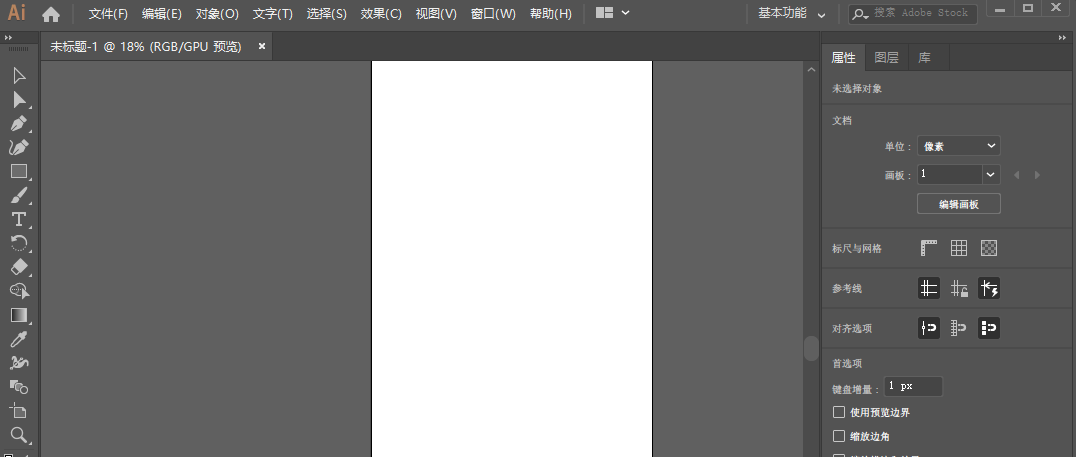 Ai 文件(F) 编辑(E) 对象(O) 文字(T) 选择(S) 效果(C) 视图(V) 窗口(W) 帮助(H) 基本功能 搜索 Adobe Stock
未标题-1 @ 18% (RGB/GPU 预览) ×
属性 图层 库
未选择对象
文档
单位： 像素
画板： 1
编辑画板
标尺与网格
参考线
对齐选项
首选项
键盘增量： 1 px
使用预览边界
缩放边角